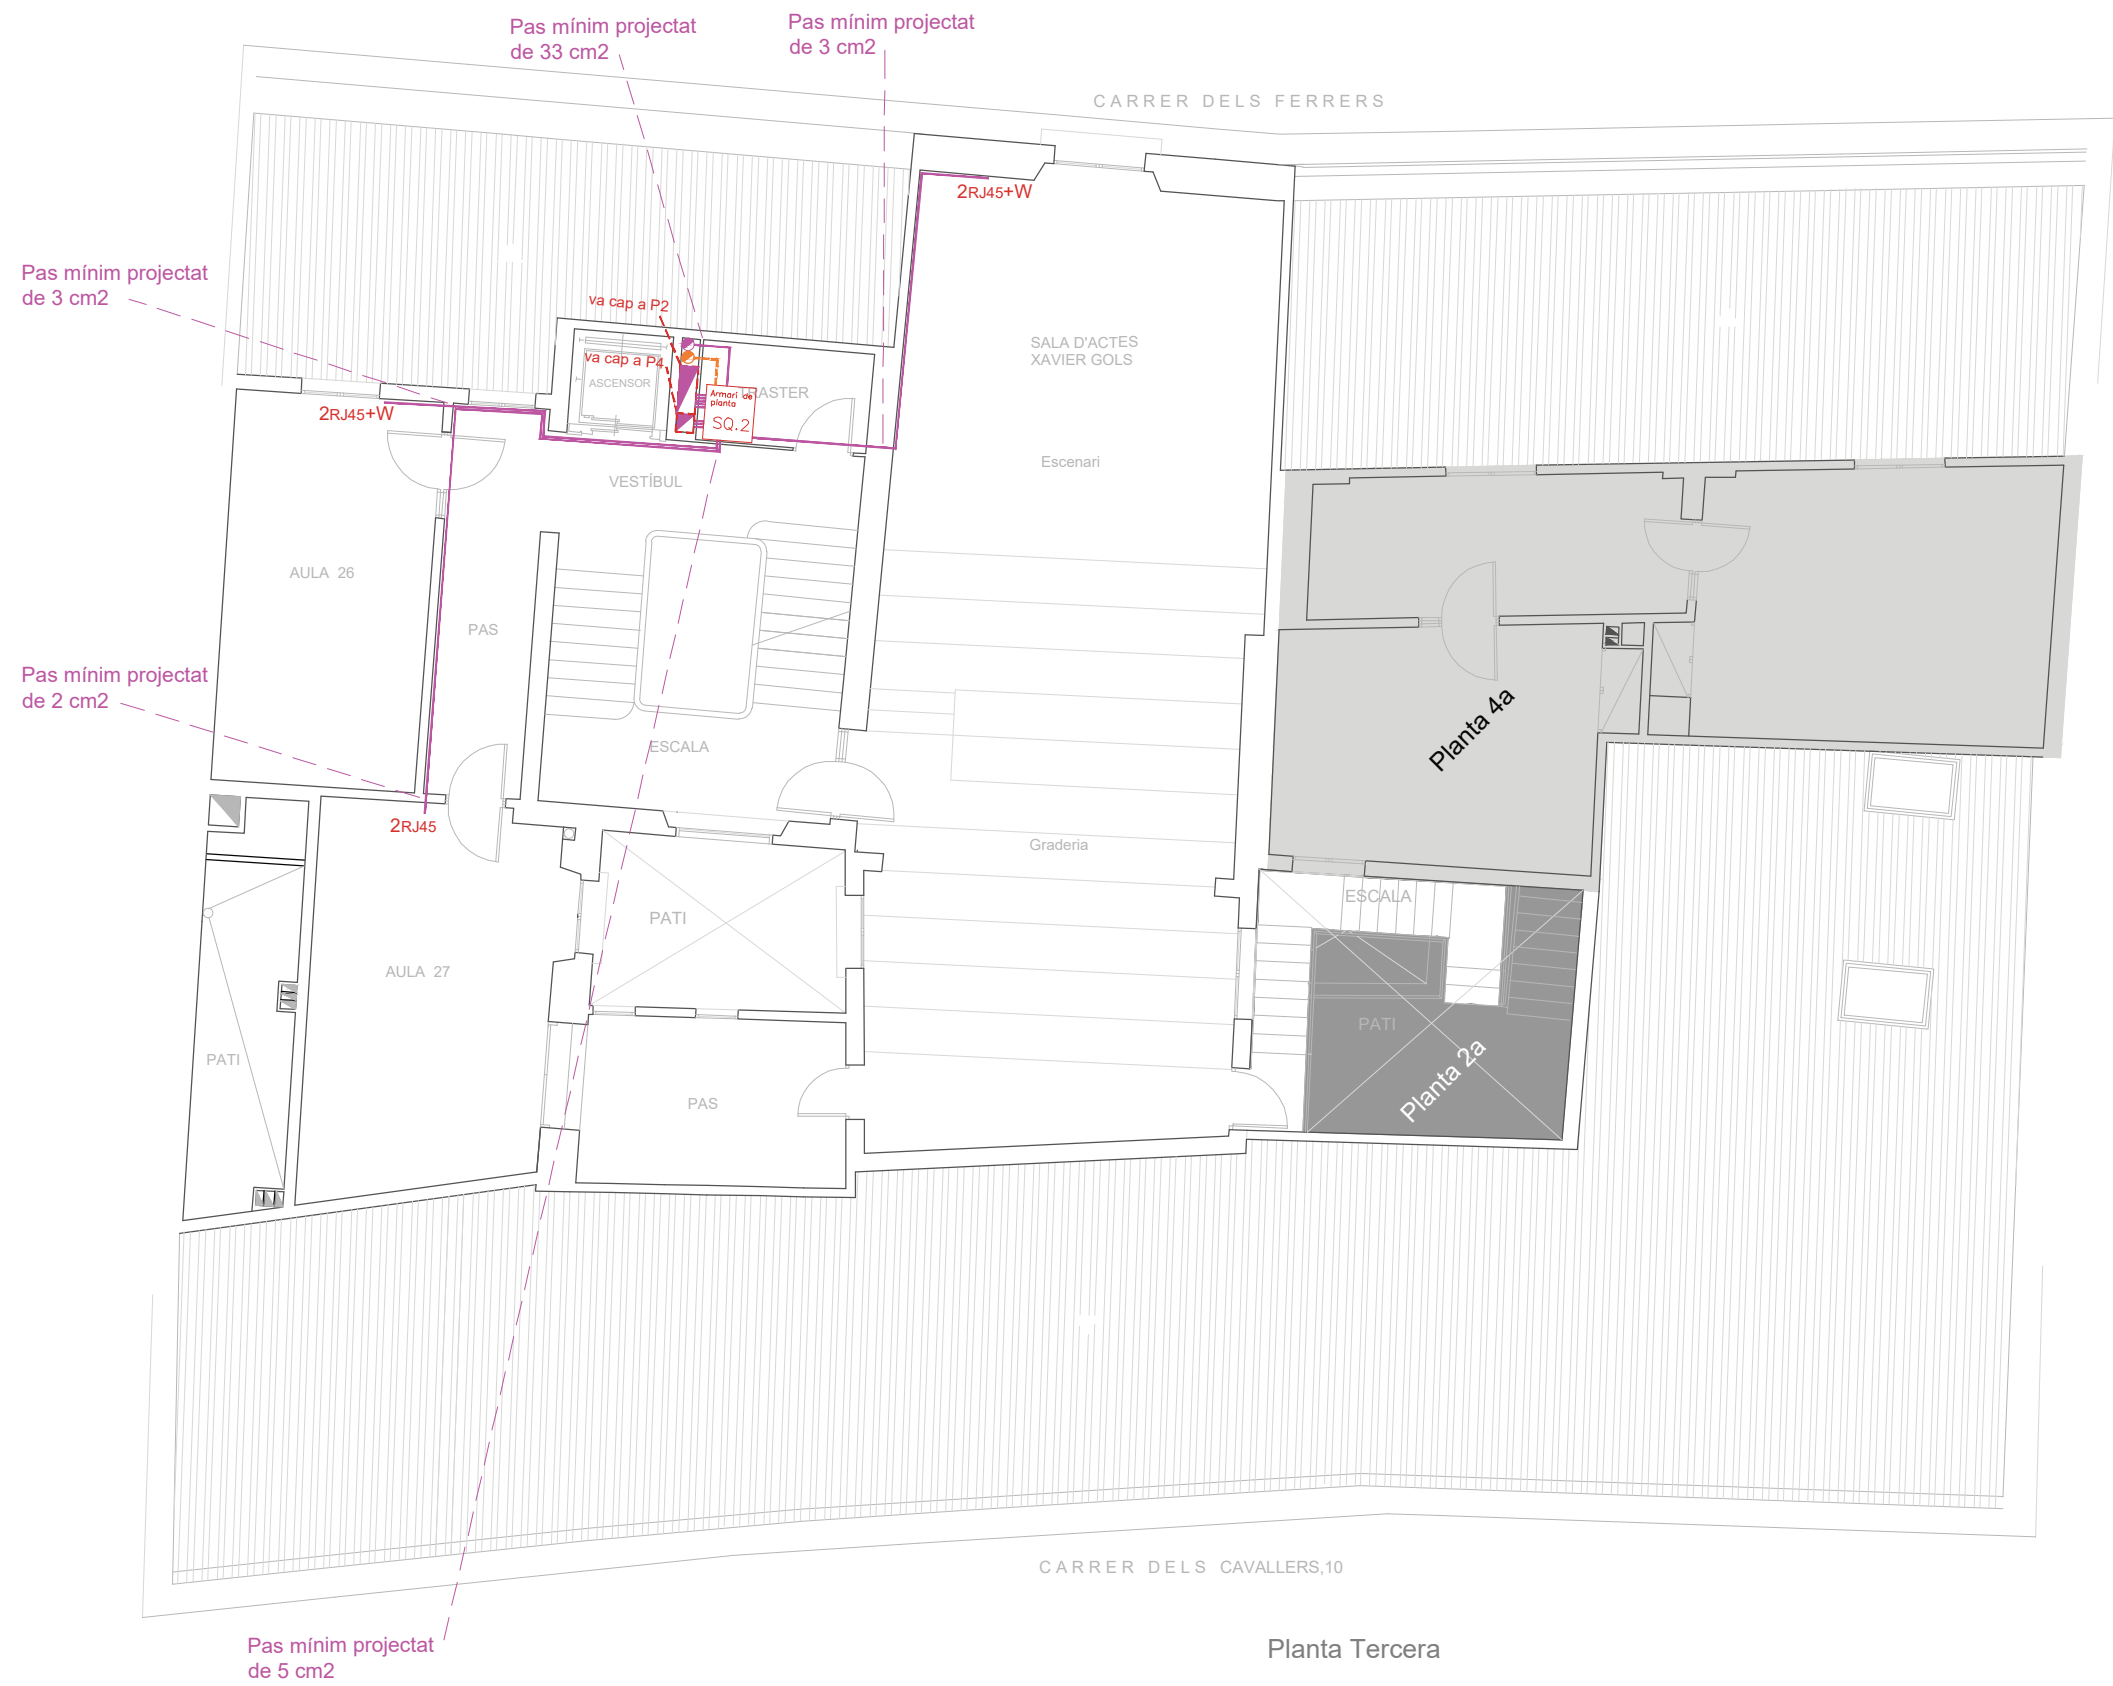 Pas mínim projectat
de 33 cm2
Pas mínim projectat
de 3 cm2
CARRER DELS FERRERS
2RJ45+W
Pas mínim projectat
de 3 cm2
va cap a P2
va cap a P4
ASCENSOR
Armari de
planta
SQ.2
TRASTER
SALA D'ACTES
XAVIER GOLS
2RJ45+W
VESTÍBUL
Escenari
AULA 26
PAS
Pas mínim projectat
de 2 cm2
ESCALA
Planta 4a
2RJ45
Graderia
ESCALA
PATI
AULA 27
PATI
PATI
Planta 2a
PAS
CARRER DELS CAVALLERS,10
Pas mínim projectat
de 5 cm2
Planta Tercera